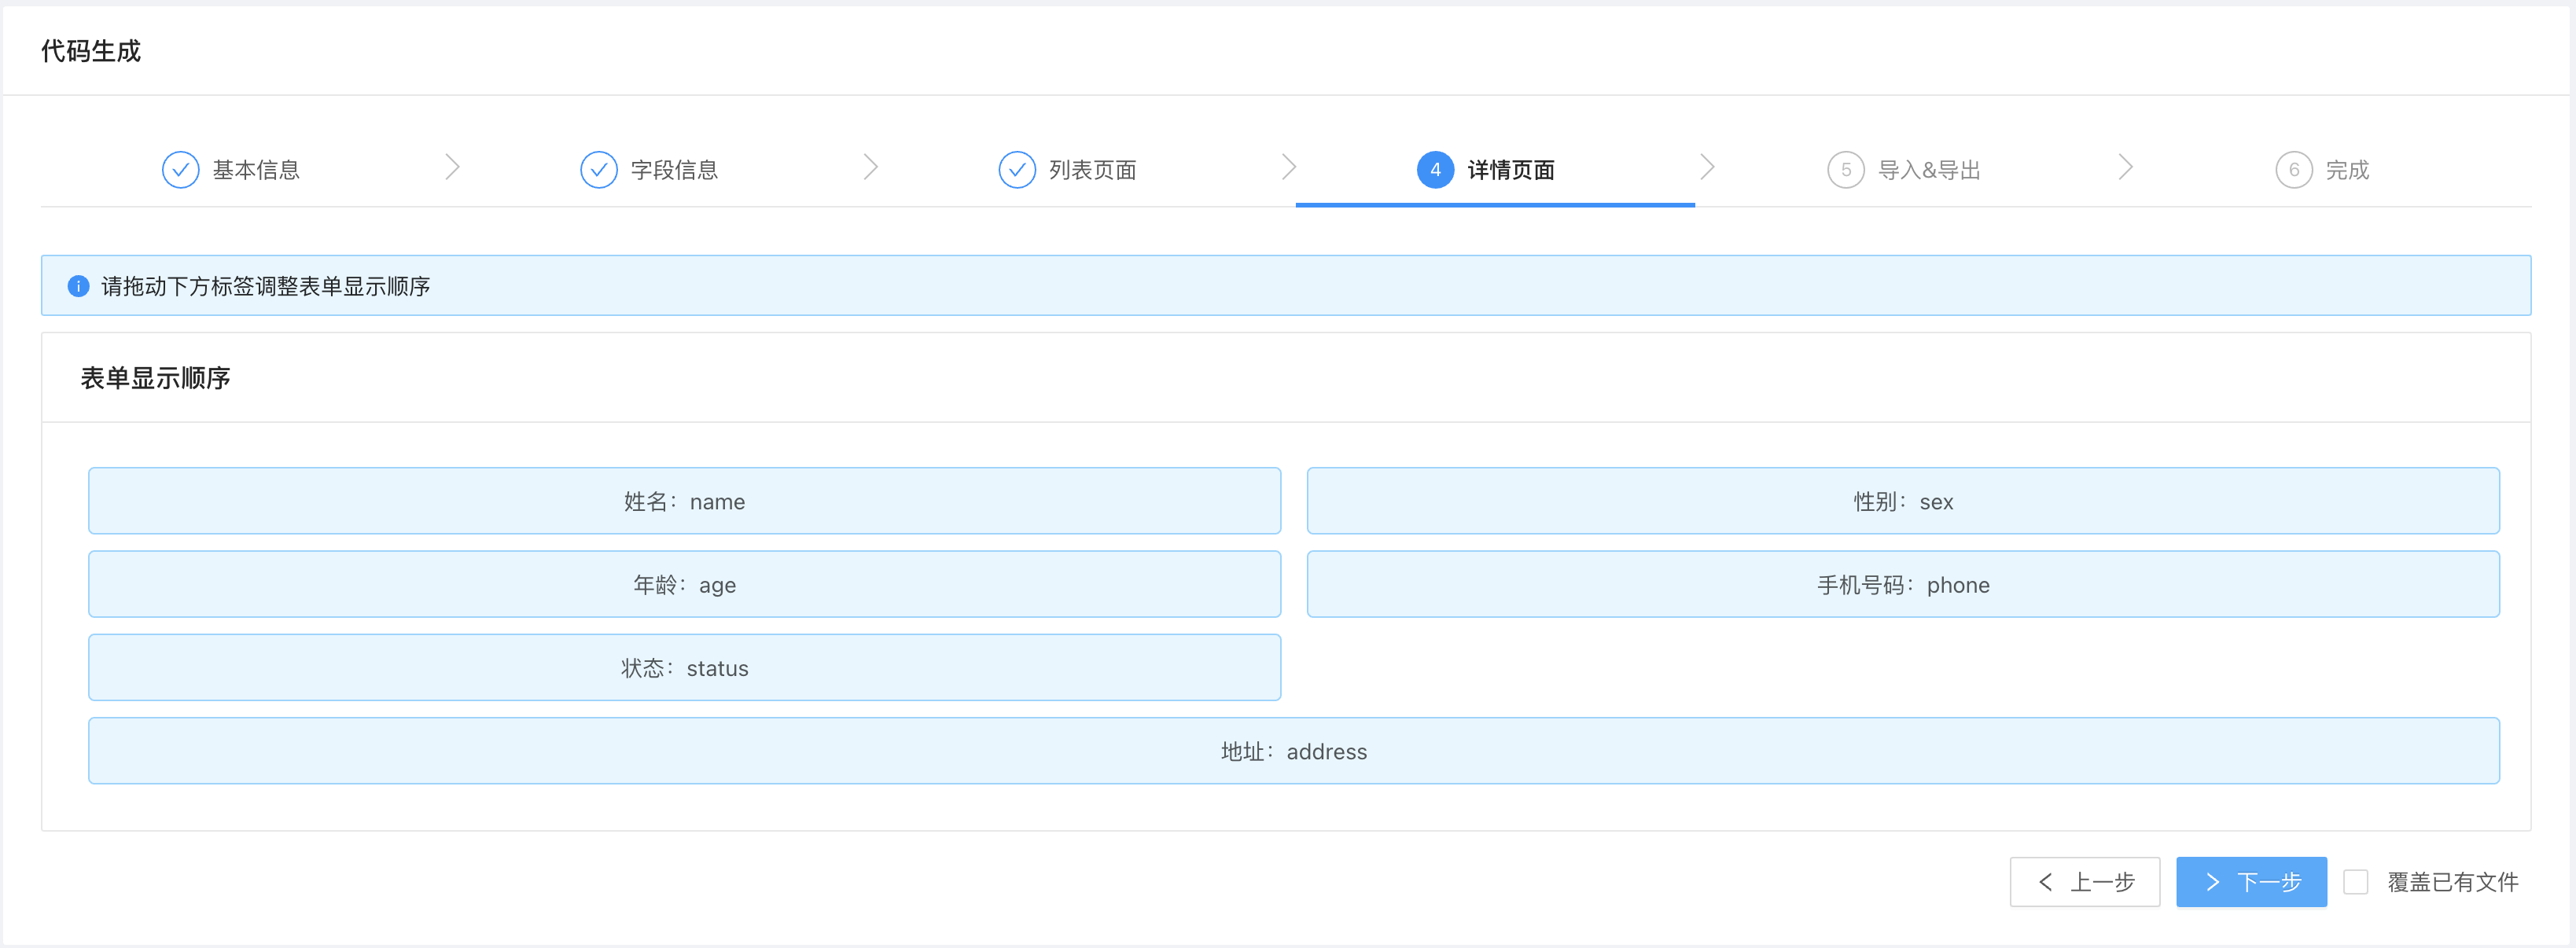 代码生成
基本信息
字段信息
列表页面
4 详情页面
5 导入&导出
6 完成
请拖动下方标签调整表单显示顺序
表单显示顺序
姓名：name
性别：sex
年龄：age
手机号码：phone
状态：status
地址：address
上一步
下一步
覆盖已有文件